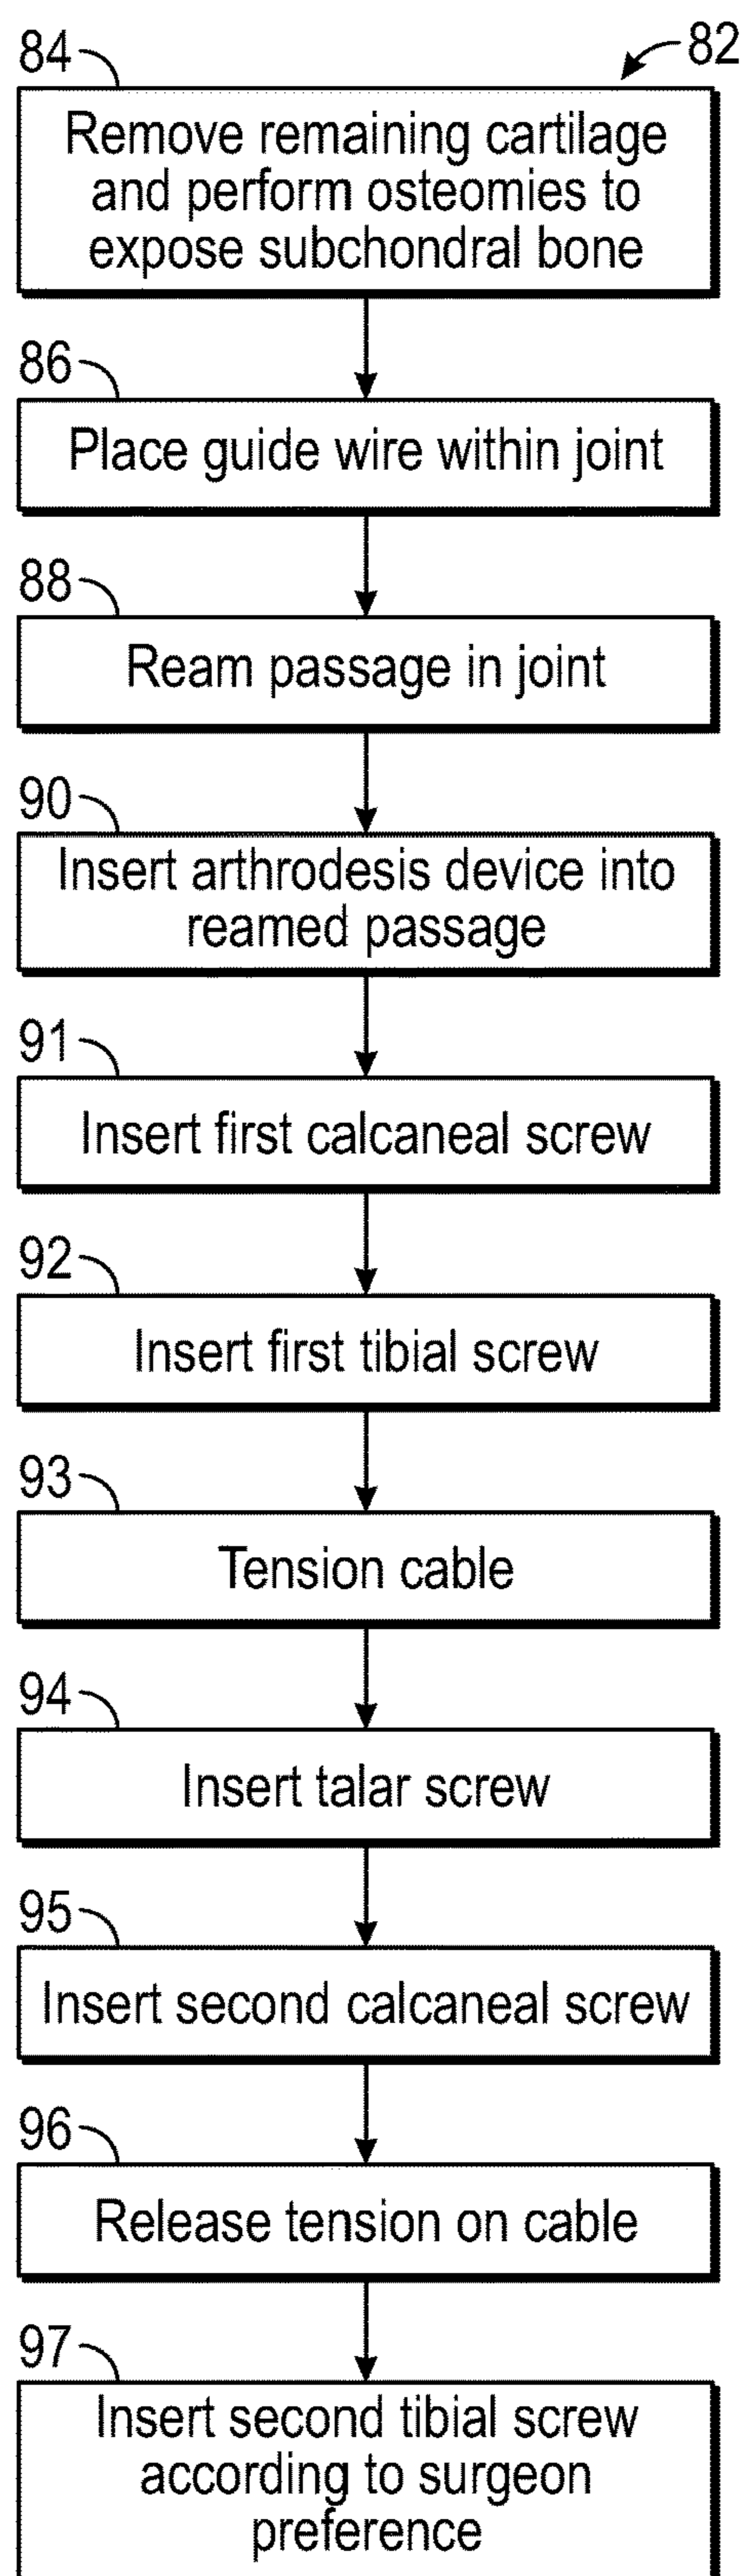 84
82
Remove remaining cartilage
and perform osteomies to
expose subchondral bone
86
Place guide wire within joint
88
Ream passage in joint
90
Insert arthrodesis device into
reamed passage
91
Insert first calcaneal screw
92
Insert first tibial screw
93
Tension cable
94
Insert talar screw
95
Insert second calcaneal screw
96
Release tension on cable
97
Insert second tibial screw
according to surgeon
preference